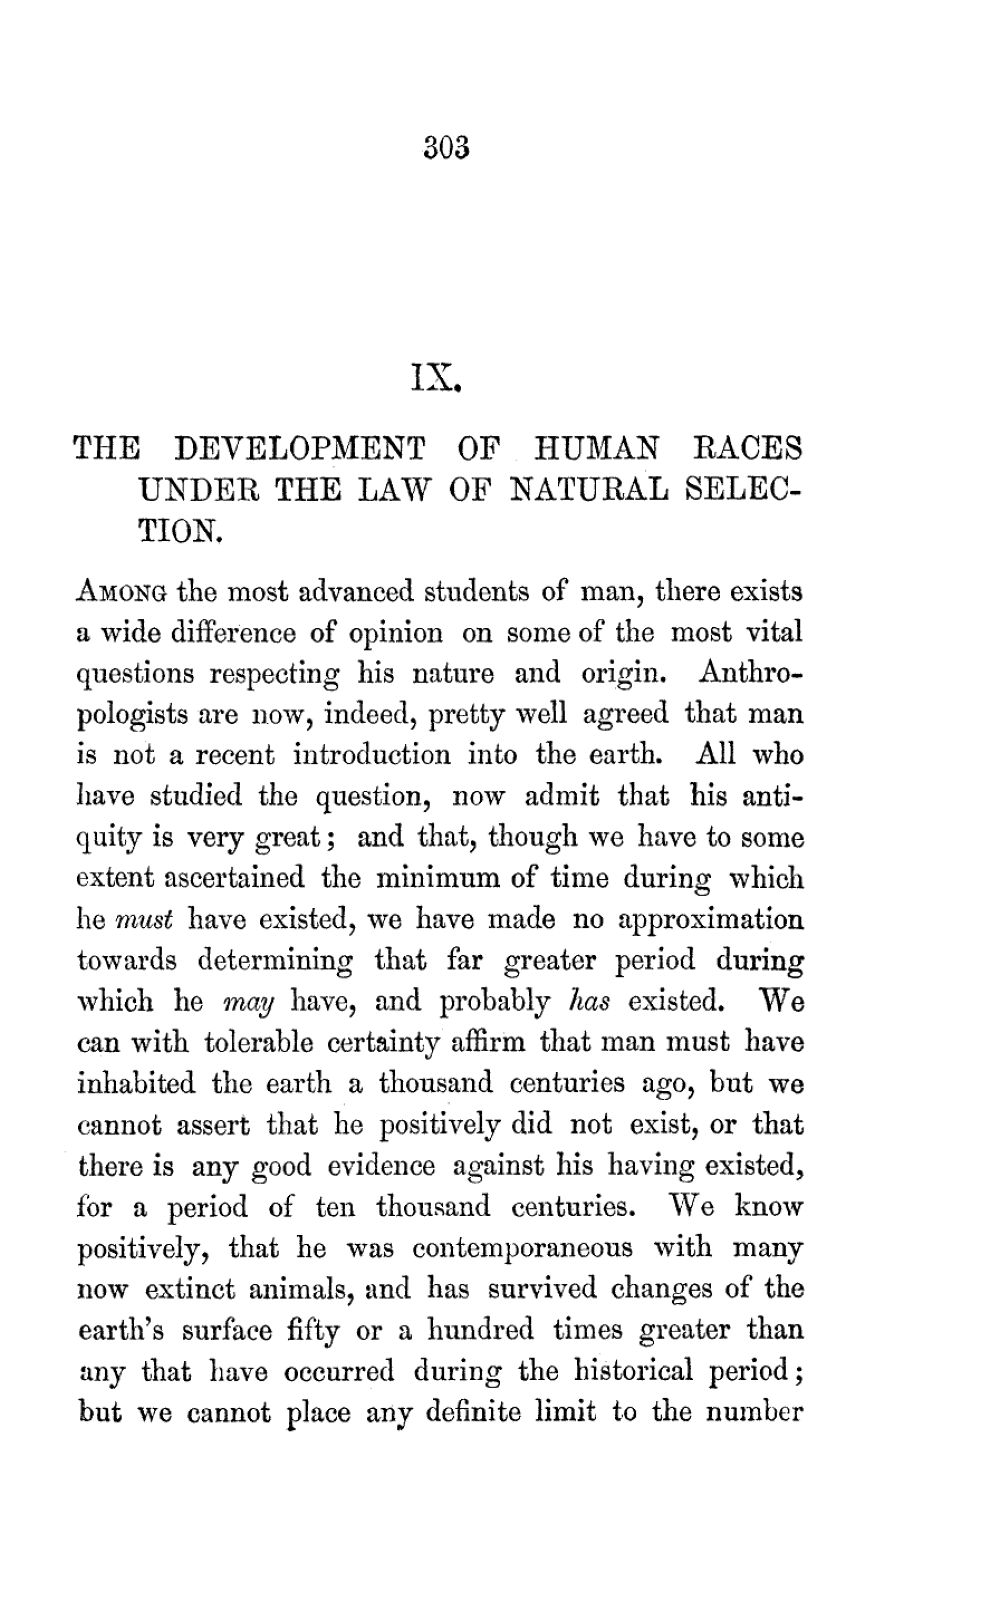 303
IX.
THE DEVELOPMENT OF HUMAN RACES
UNDER THE LAW OF NATURAL SELEC-
TION.
AMONG the most advanced students of man, there exists
a wide difference of opinion on some of the most vital
questions respecting his nature and origin. Anthro-
pologists are now, indeed, pretty well agreed that man
is not a recent introduction into the earth. All who
have studied the question, now admit that his anti-
quity is very great; and that, though we have to some
extent ascertained the minimum of time during which
he must have existed, we have made no approximation
towards determining that far greater period during
which he may have, and probably has existed. We
can with tolerable certainty affirm that man must have
inhabited the earth a thousand centuries ago, but we
cannot assert that he positively did not exist, or that
there is any good evidence against his having existed,
for a period of ten thousand centuries. We know
positively, that he was contemporaneous with many
now extinct animals, and has survived changes of the
earth's surface fifty or a hundred times greater than
any that have occurred during the historical period;
but we cannot place any definite limit to the number